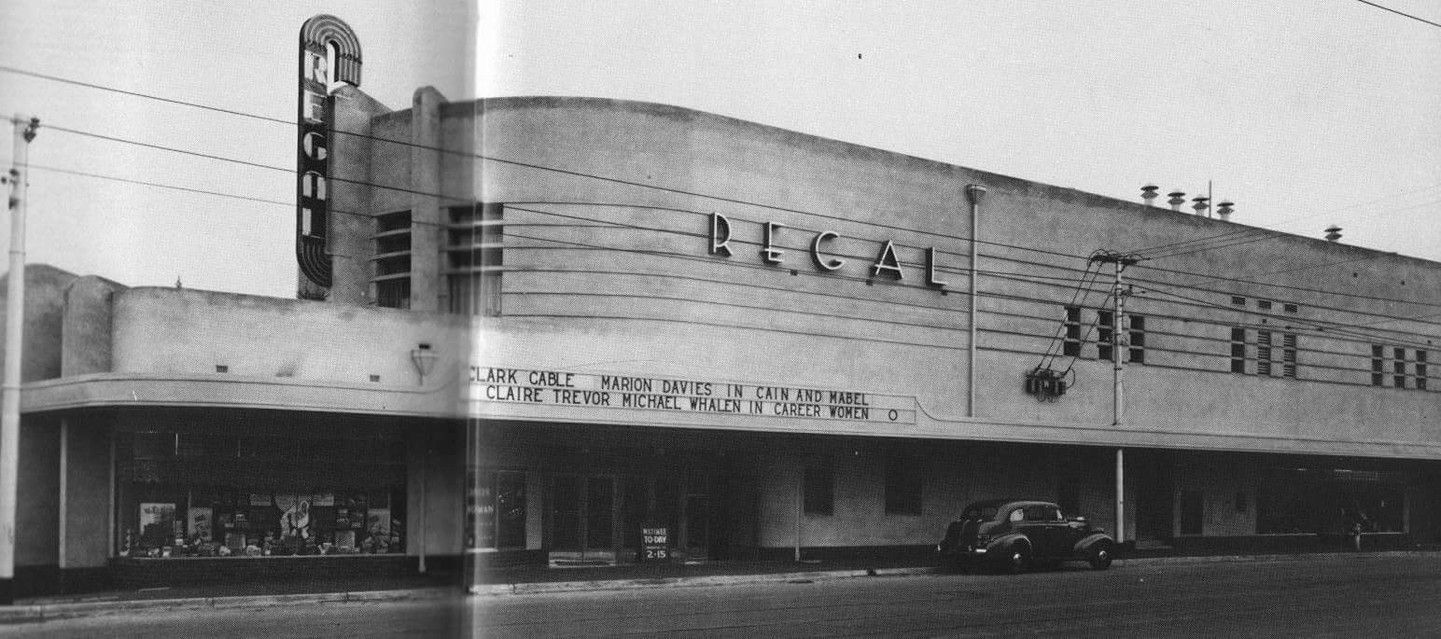 REGAL
REGAL
CLARK GABLE MARION DAVIES IN CAIN AND MABEL
CLAIRE TREVOR MICHAEL WHALEN IN CAREER WOMEN
MATINEE
TO-DAY
2-15